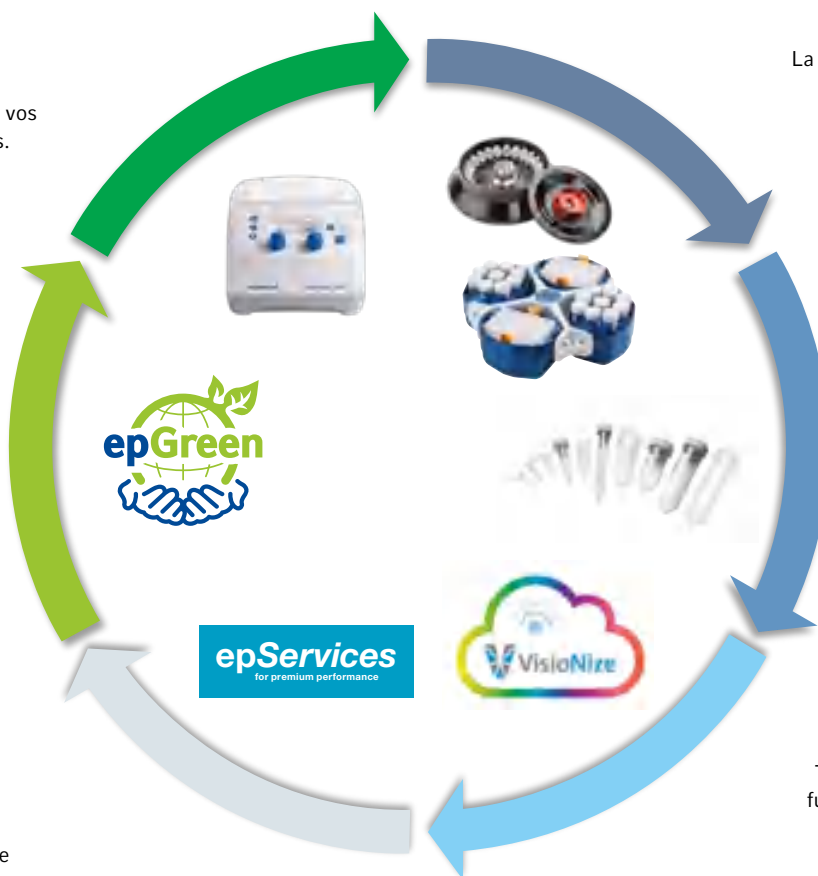 La
vos
s.
epGreen
epServices
for premium performance
VisioNize
fu
e